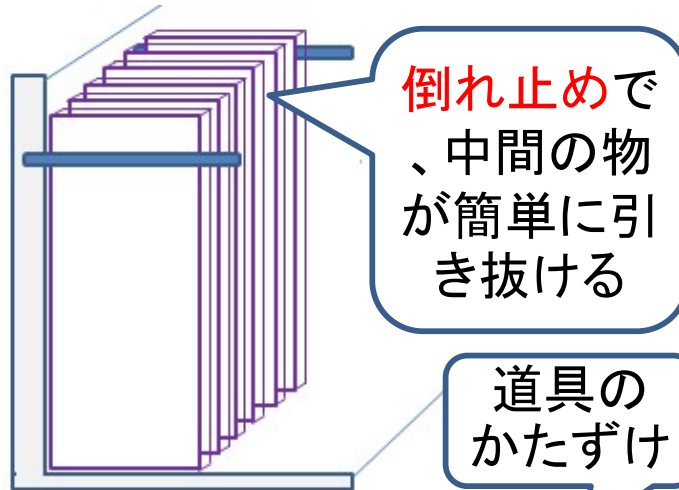 倒れ止めで
、中間の物
が簡単に引
き抜ける
道具の
かたずけ